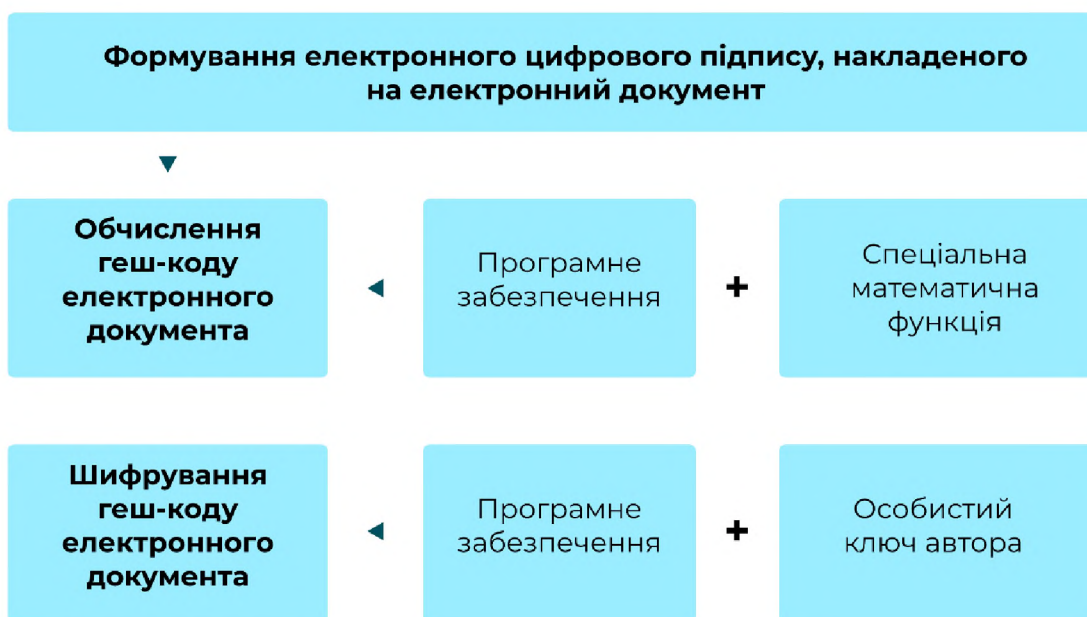 Формування електронного цифрового підпису, накладеного
на електронний документ
Обчислення
геш-коду
електронного
документа
Програмне
забезпечення
+
Спеціальна
математична
функція
Шифрування
геш-коду
електронного
документа
Програмне
забезпечення
+
Особистий
ключ автора